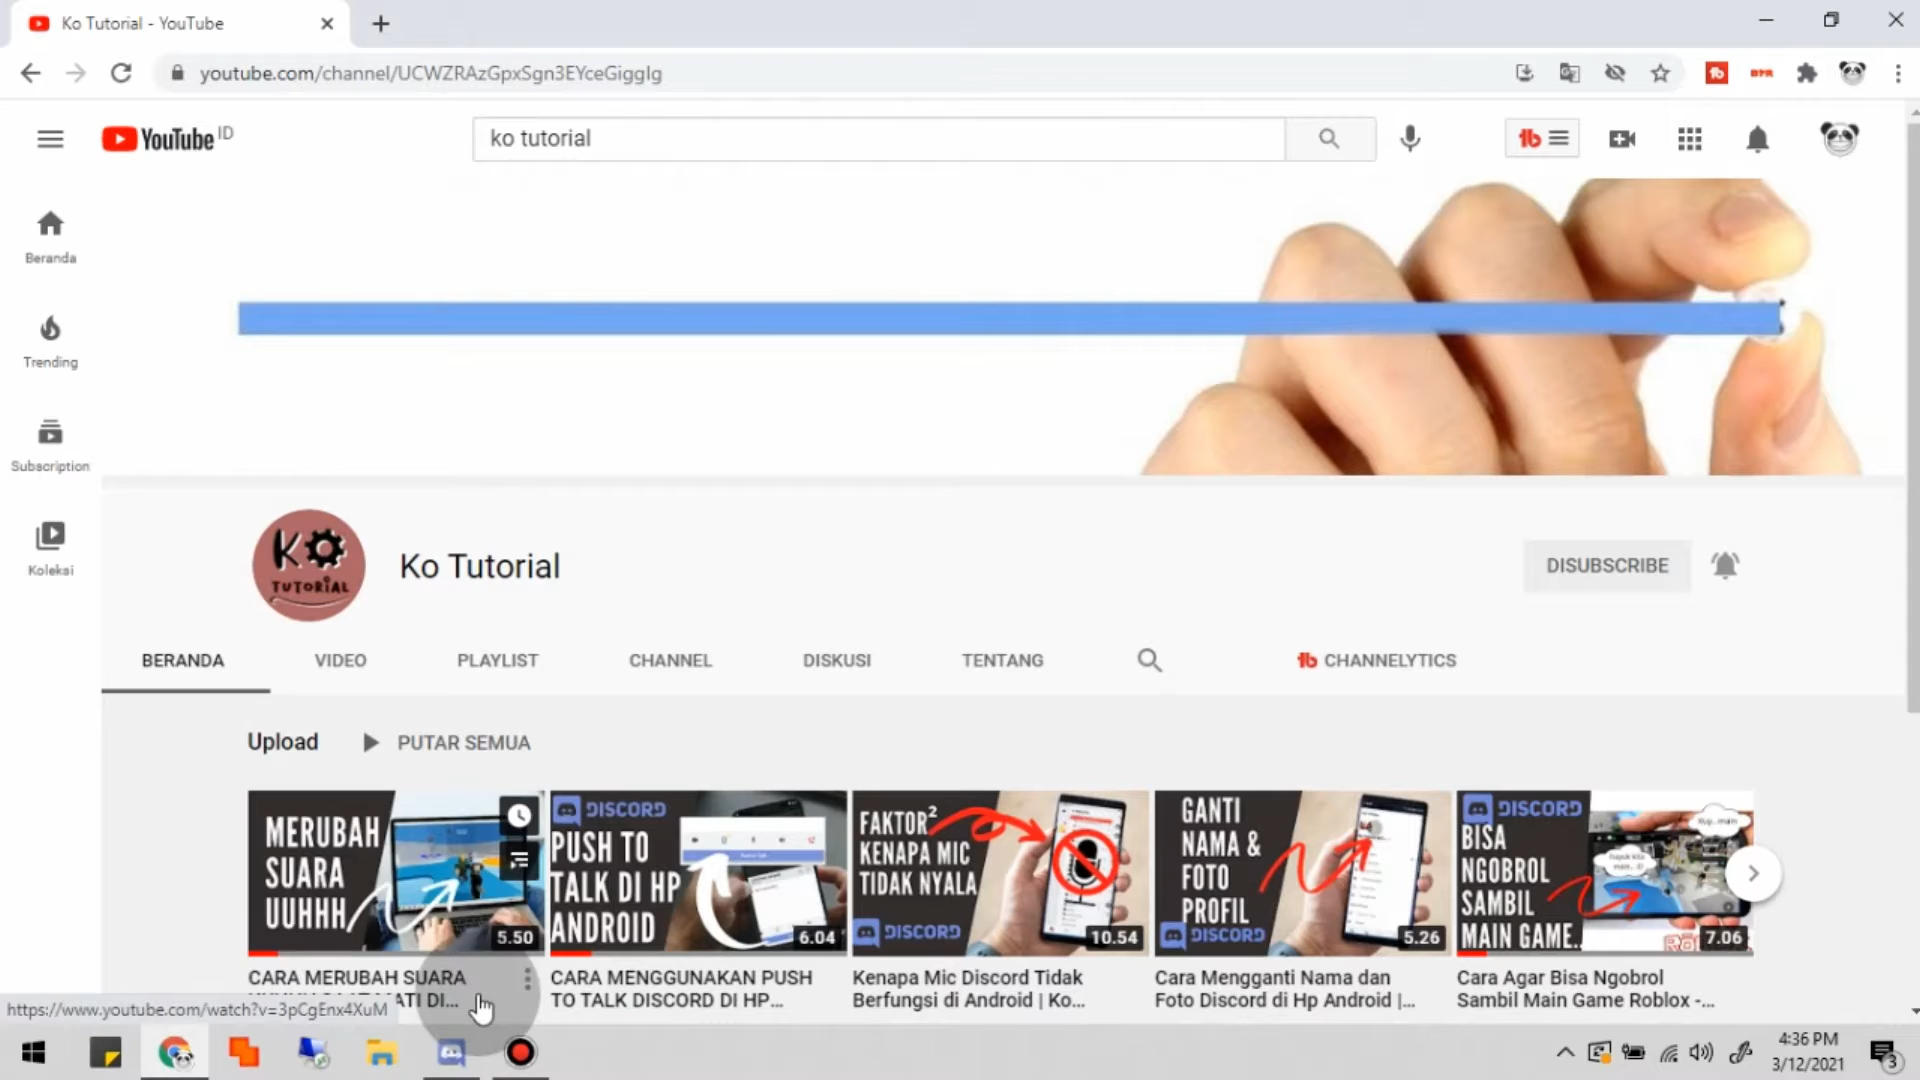 Ko Tutorial - YouTube
youtube.com/channel/UCWZRAzGpxSgn3EYceGigglg
YouTube ID
ko tutorial
Beranda
Trending
Subscription
Koleksi
KO
TUTORIAL
Ko Tutorial
DISUBSCRIBE
BERANDA
VIDEO
PLAYLIST
CHANNEL
DISKUSI
TENTANG
CHANNELYTICS
Upload
PUTAR SEMUA
MERUBAH
SUARA
UUHHH,
5.50
CARA MERUBAH SUARA
DI...
DISCORD
PUSH TO
TALK DI HP
ANDROID
6.04
CARA MENGGUNAKAN PUSH
TO TALK DISCORD DI HP...
FAKTOR²
KENAPA MIC
TIDAK NYALA
DISCORD
10.54
Kenapa Mic Discord Tidak
Berfungsi di Android | Ko...
GANTI
NAMA &
FOTO
PROFIL
DISCORD
5.26
Cara Mengganti Nama dan
Foto Discord di Hp Android |...
DISCORD
BISA
NGOBROL
SAMBIL
MAIN GAME..
7.06
Cara Agar Bisa Ngobrol
Sambil Main Game Roblox -...
https://www.youtube.com/watch?v=3pCgEnx4XuM
4:36 PM
3/12/2021
3